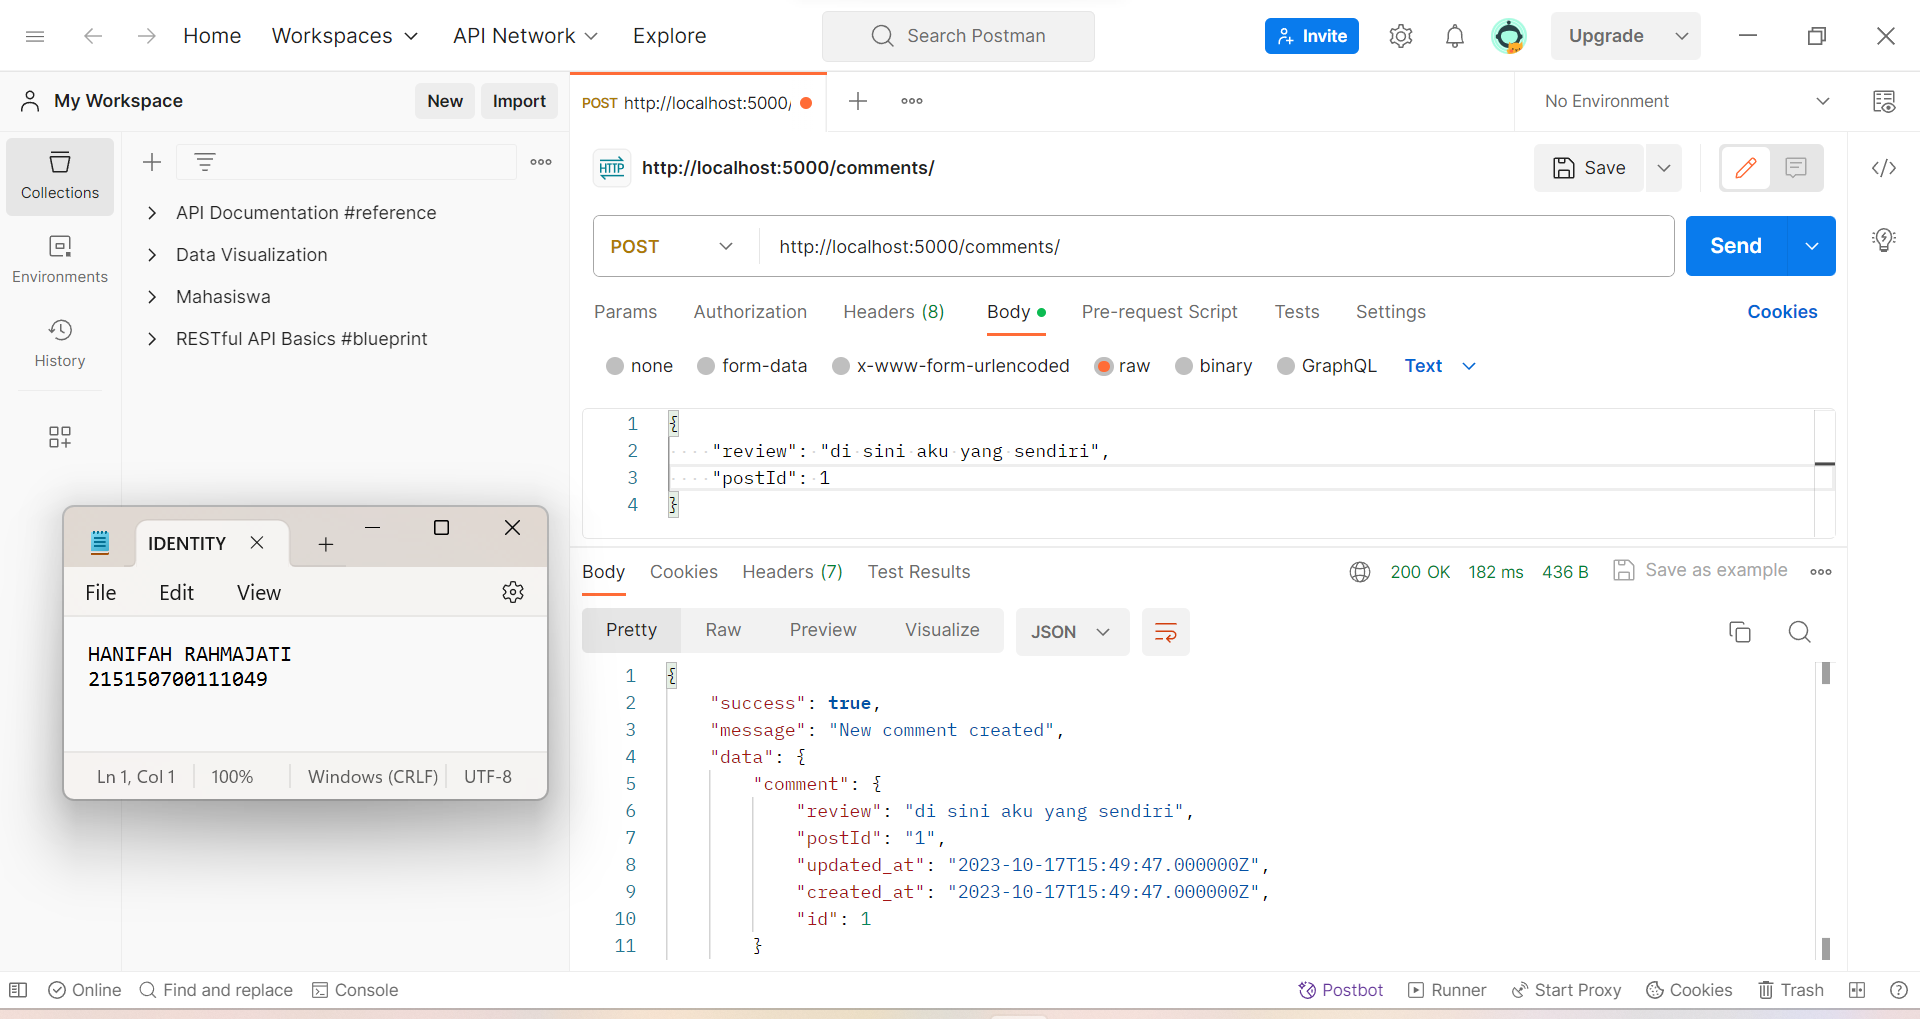 Home Workspaces API Network Explore Search Postman Invite Upgrade
My Workspace New Import POST http://localhost:5000/ No Environment
Collections
Environments
History
API Documentation #reference
Data Visualization
Mahasiswa
RESTful API Basics #blueprint
HTTP http://localhost:5000/comments/ Save
POST http://localhost:5000/comments/ Send
Params Authorization Headers (8) Body Pre-request Script Tests Settings Cookies
none form-data x-www-form-urlencoded raw binary GraphQL Text
1 {
2 "review": "di sini aku yang sendiri",
3 "postId": 1
4 }
IDENTITY
File Edit View
HANIFAH RAHMAJATI
215150700111049
Ln 1, Col 1 100% Windows (CRLF) UTF-8
Body Cookies Headers (7) Test Results 200 OK 182 ms 436 B Save as example
Pretty Raw Preview Visualize JSON
1 {
2 "success": true,
3 "message": "New comment created",
4 "data": {
5 "comment": {
6 "review": "di sini aku yang sendiri",
7 "postId": "1",
8 "updated_at": "2023-10-17T15:49:47.000000Z",
9 "created_at": "2023-10-17T15:49:47.000000Z",
10 "id": 1
11 }
Online Find and replace Console Postbot Runner Start Proxy Cookies Trash